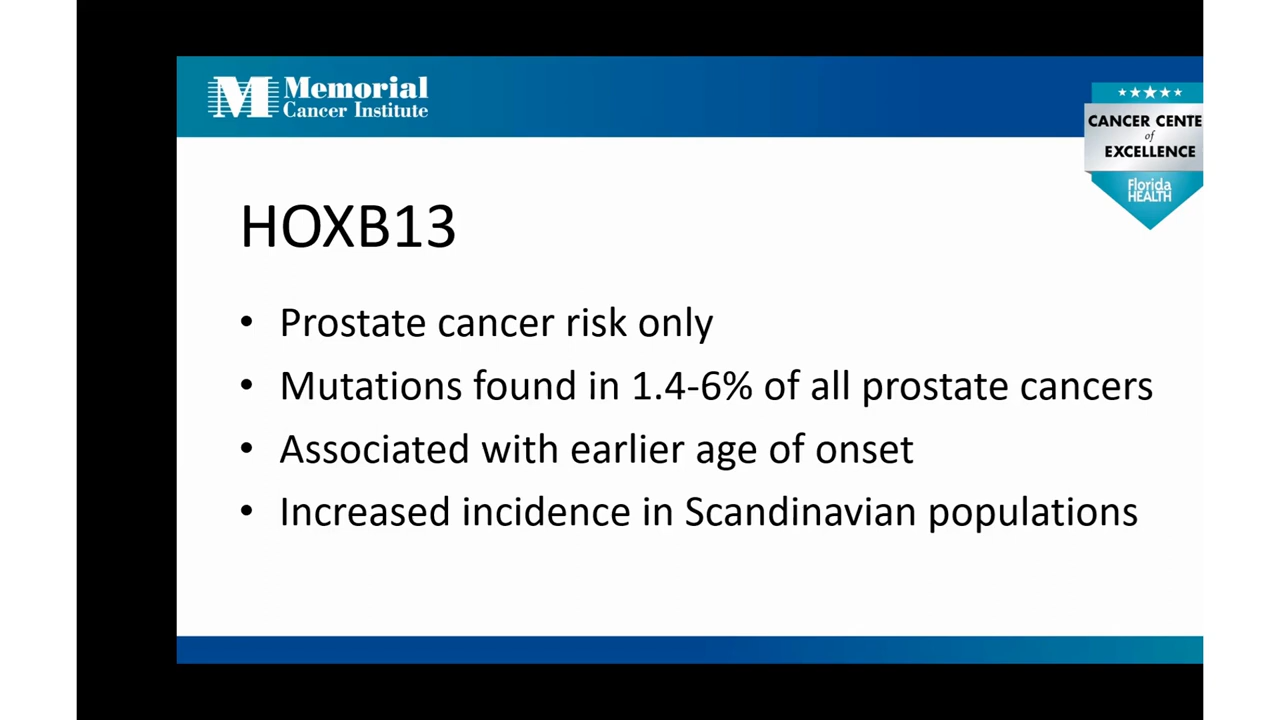 Memorial
Cancer Institute
CANCER CENTE
of
EXCELLENCE
Florida
HEALTH
HOXB13
• Prostate cancer risk only
• Mutations found in 1.4-6% of all prostate cancers
• Associated with earlier age of onset
• Increased incidence in Scandinavian populations